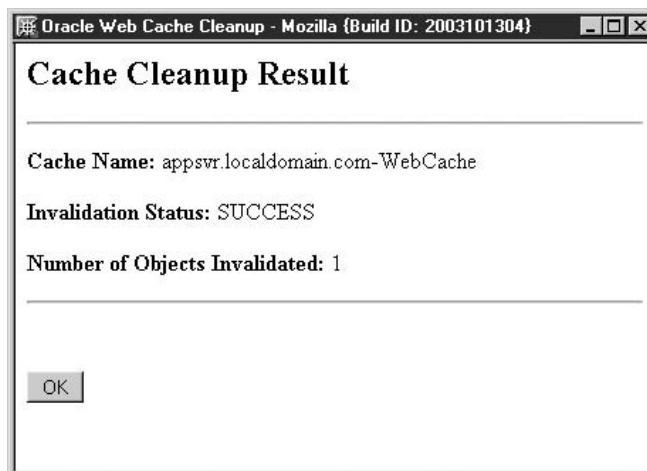 Oracle Web Cache Cleanup - Mozilla {Build ID: 2003101304}
Cache Cleanup Result
Cache Name: appsvr.localdomain.com-WebCache
Invalidation Status: SUCCESS
Number of Objects Invalidated: 1
OK